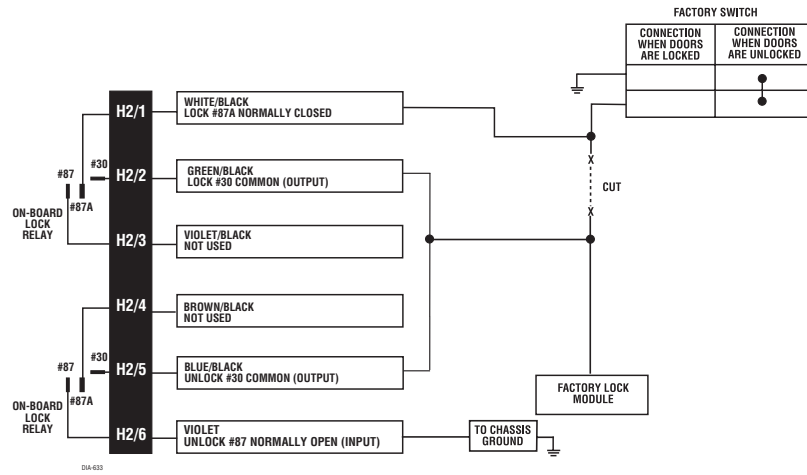 FACTORY SWITCH
CONNECTION
WHEN DOORS
ARE LOCKED
CONNECTION
WHEN DOORS
ARE UNLOCKED
H2/1
WHITE/BLACK
LOCK #87A NORMALLY CLOSED
#87
#30
#87A
ON-BOARD
LOCK
RELAY
H2/2
GREEN/BLACK
LOCK #30 COMMON (OUTPUT)
X
CUT
X
H2/3
VIOLET/BLACK
NOT USED
H2/4
BROWN/BLACK
NOT USED
#87
#30
#87A
ON-BOARD
LOCK
RELAY
H2/5
BLUE/BLACK
UNLOCK #30 COMMON (OUTPUT)
FACTORY LOCK
MODULE
H2/6
VIOLET
UNLOCK #87 NORMALLY OPEN (INPUT)
TO CHASSIS
GROUND
DIA-633